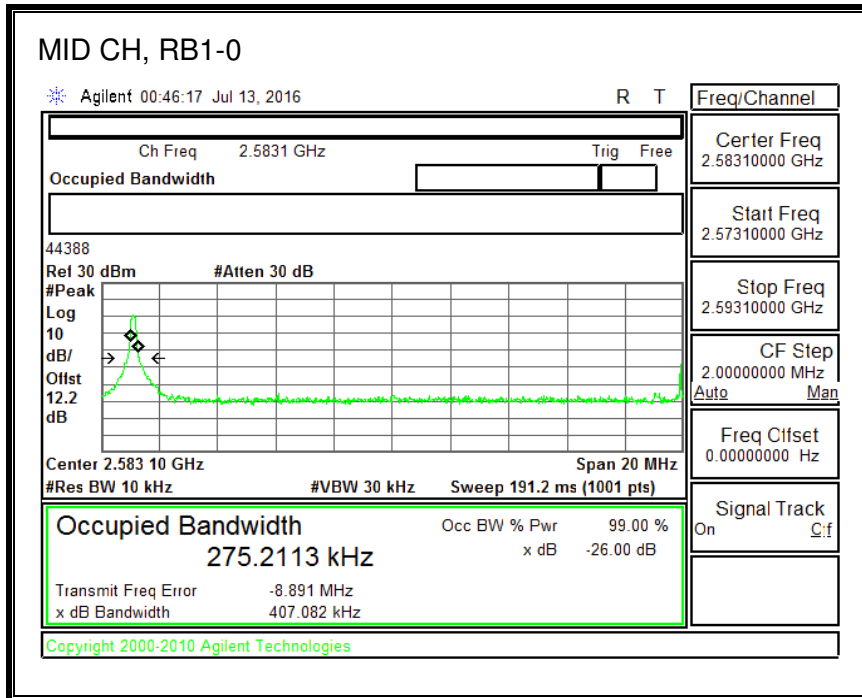 MID CH, RB1-0
Agilent 00:46:17 Jul 13, 2016 R T
Freq/Channel
Ch Freq 2.5831 GHz Trig Free
Occupied Bandwidth
Center Freq
2.58310000 GHz
Start Freq
2.57310000 GHz
Stop Freq
2.59310000 GHz
CF Step
2.00000000 MHz
Auto Man
Freq Offset
0.00000000 Hz
Signal Track
On Off
44388
Ref 30 dBm #Atten 30 dB
#Peak
Log
10
dB/
Offst
12.2
dB
Center 2.583 10 GHz Span 20 MHz
#Res BW 10 kHz #VBW 30 kHz Sweep 191.2 ms (1001 pts)
Occupied Bandwidth Occ BW % Pwr 99.00 %
275.2113 kHz x dB -26.00 dB
Transmit Freq Error -8.891 MHz
x dB Bandwidth 407.082 kHz
Copyright 2000-2010 Agilent Technologies